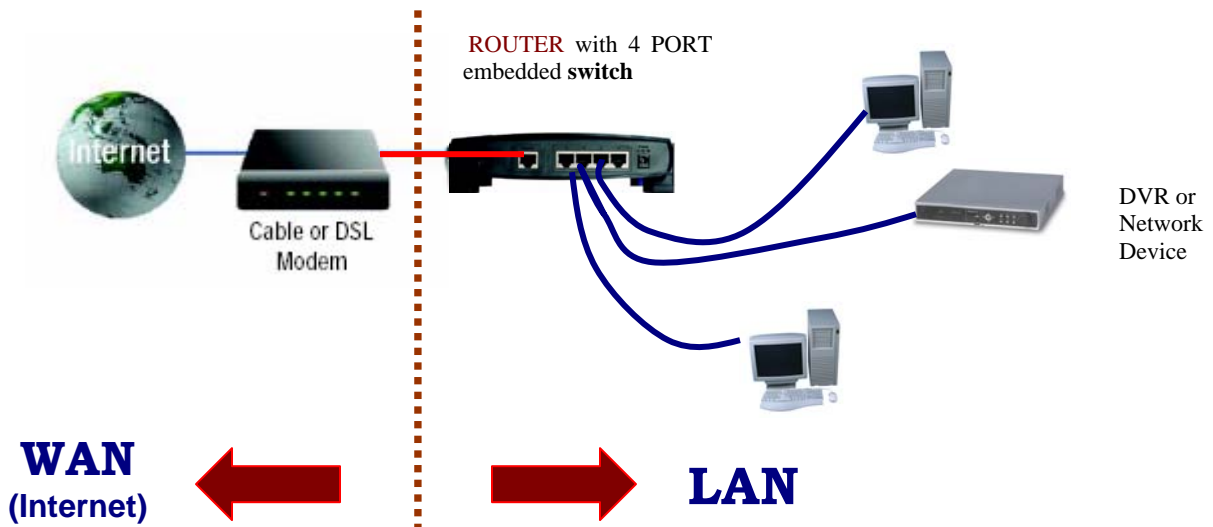 ROUTER with 4 PORT
embedded switch
Internet
Cable or DSL
Modem
DVR or
Network
Device
WAN
(Internet)
LAN